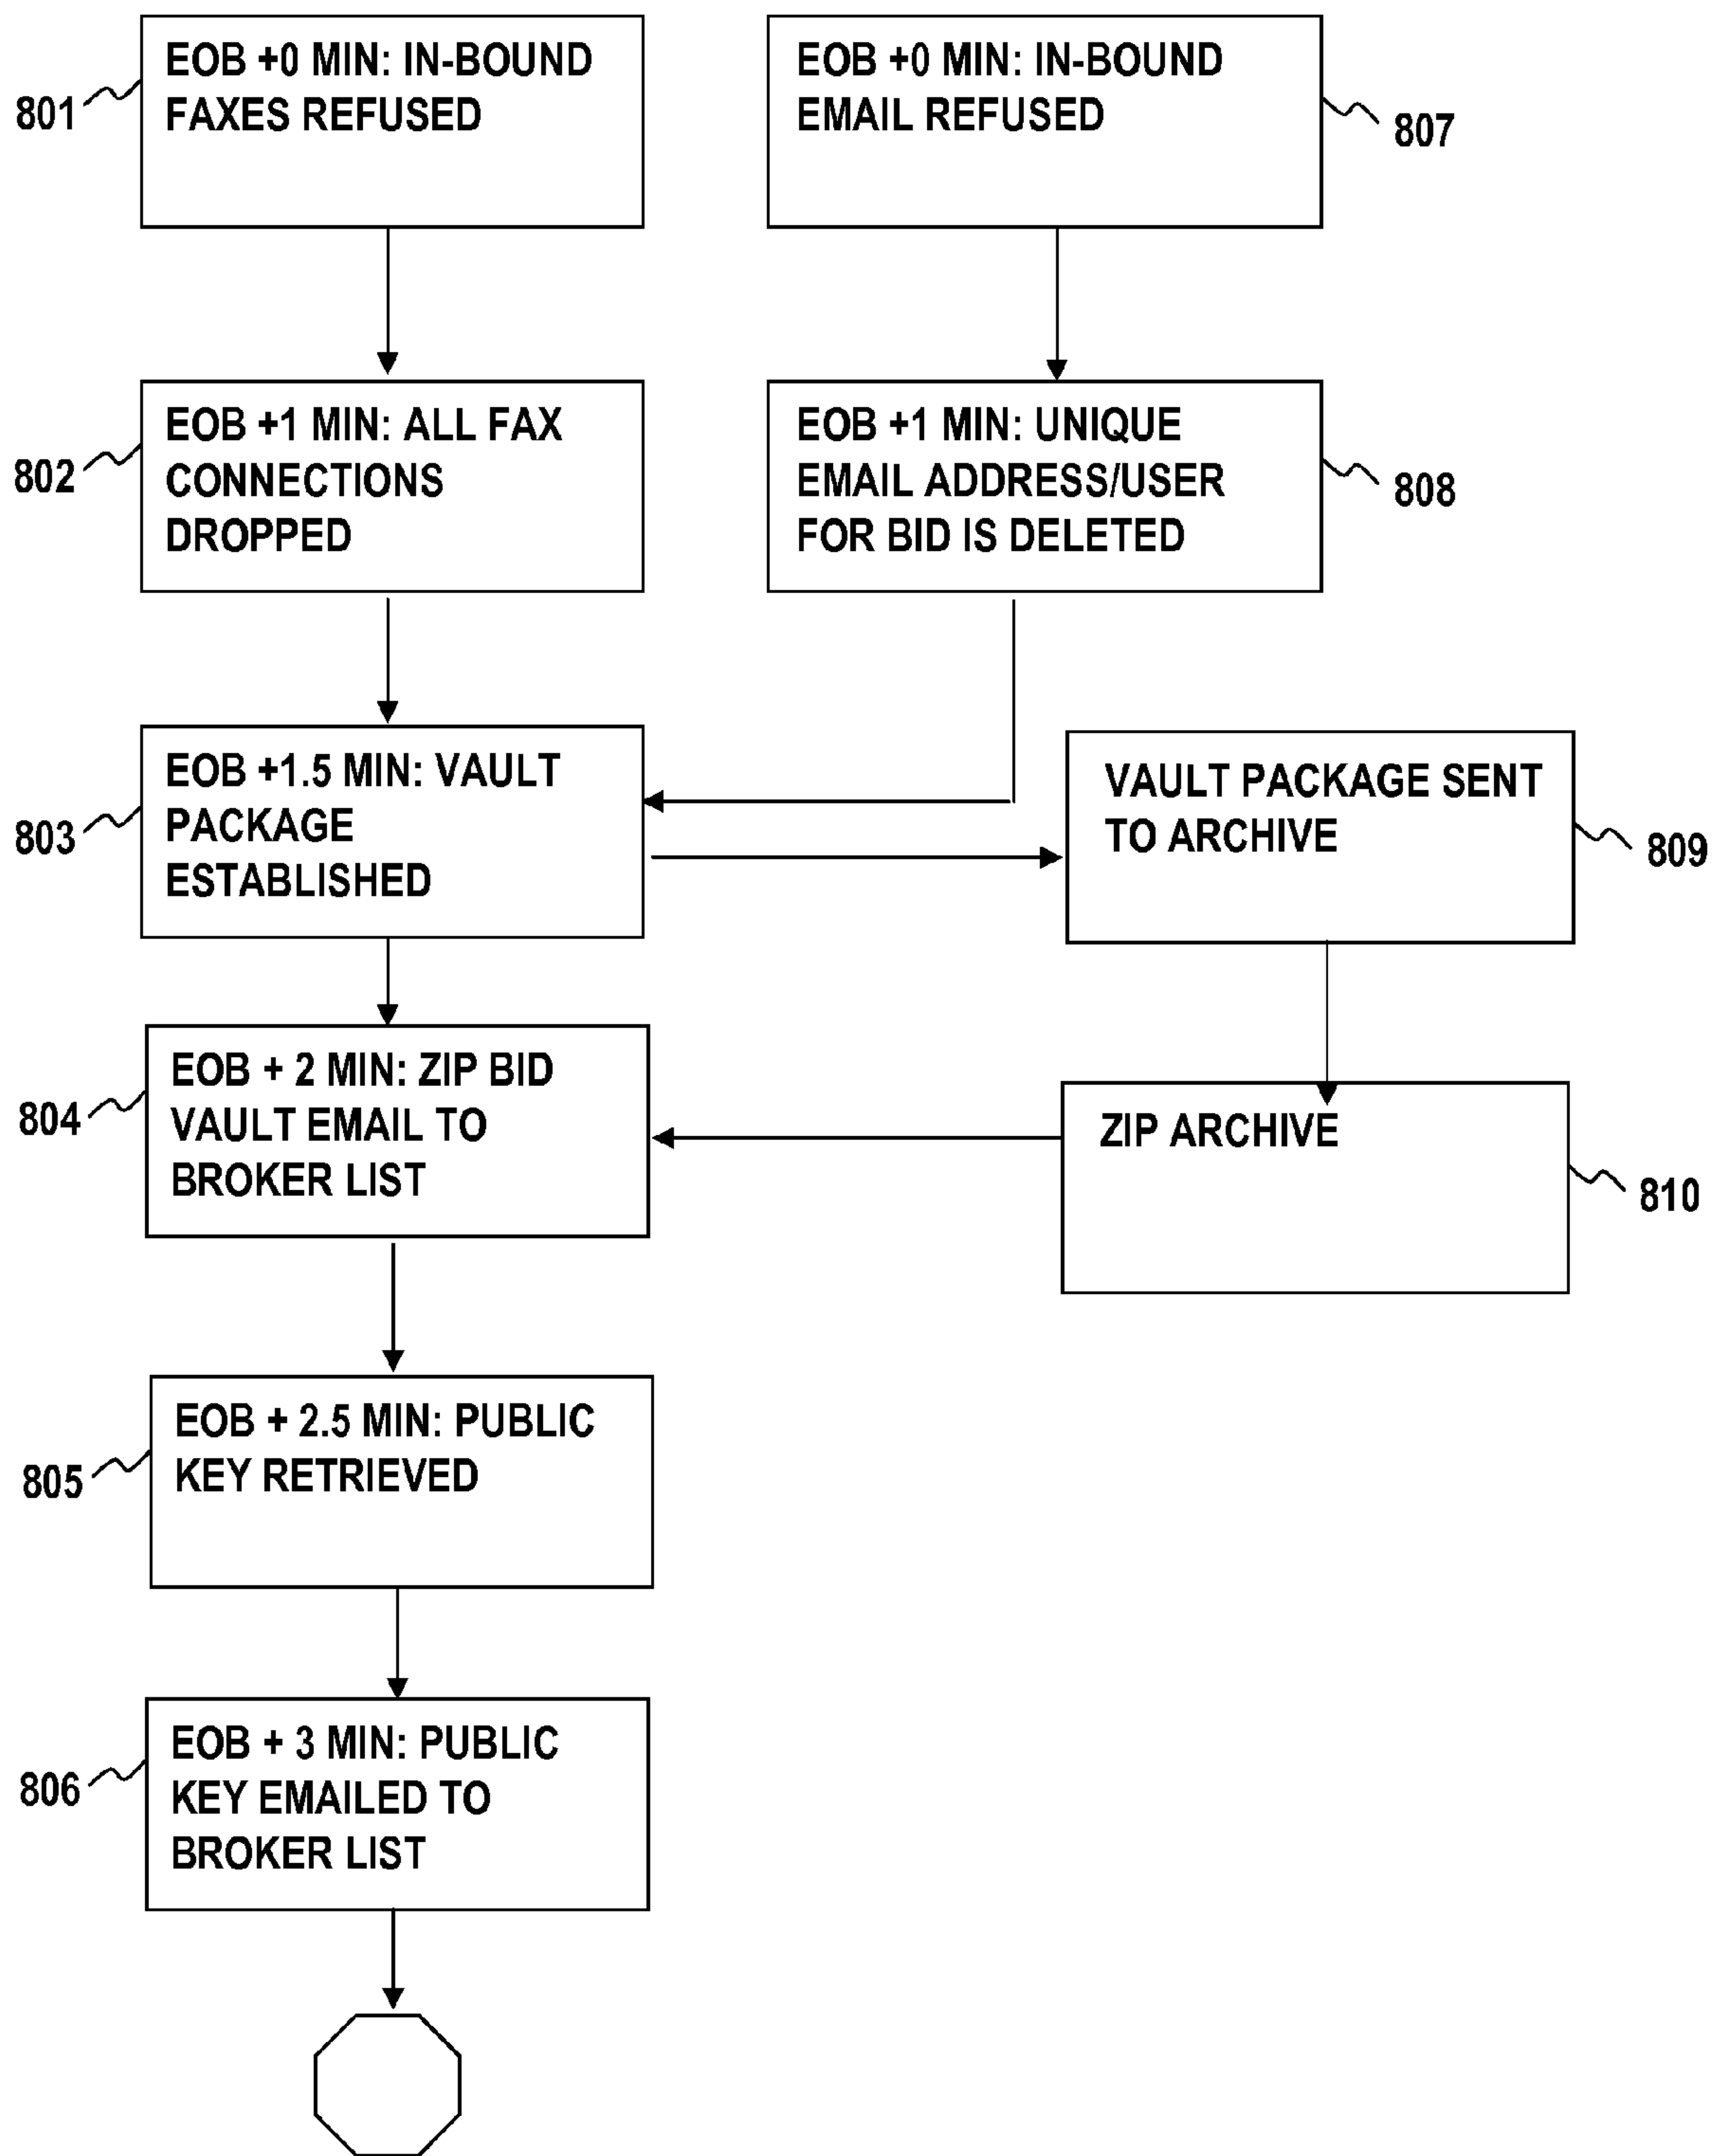 EOB +0 MIN: IN-BOUND
FAXES REFUSED
801
EOB +0 MIN: IN-BOUND
EMAIL REFUSED
807
EOB +1 MIN: ALL FAX
CONNECTIONS
DROPPED
802
EOB +1 MIN: UNIQUE
EMAIL ADDRESS/USER
FOR BID IS DELETED
808
EOB +1.5 MIN: VAULT
PACKAGE
ESTABLISHED
803
VAULT PACKAGE SENT
TO ARCHIVE
809
EOB + 2 MIN: ZIP BID
VAULT EMAIL TO
BROKER LIST
804
ZIP ARCHIVE
810
EOB + 2.5 MIN: PUBLIC
KEY RETRIEVED
805
EOB + 3 MIN: PUBLIC
KEY EMAILED TO
BROKER LIST
806